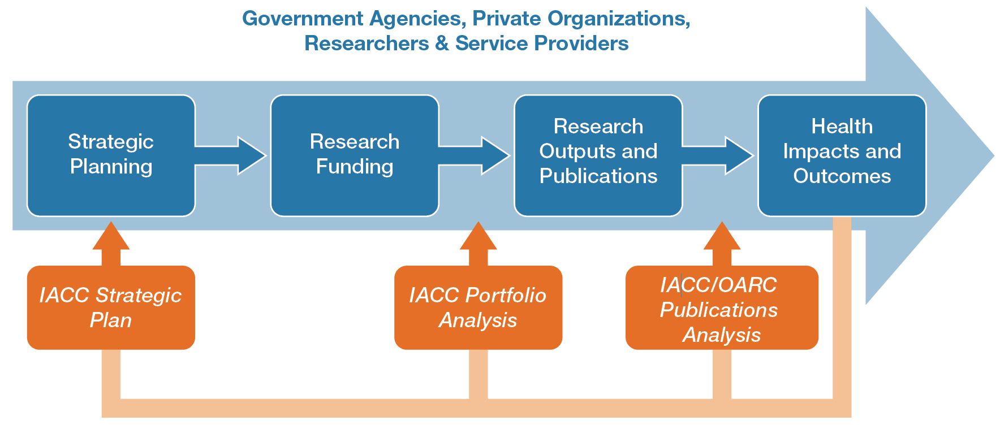 Government Agencies, Private Organizations,
Researchers & Service Providers
Strategic
Planning
Research
Funding
Research
Outputs and
Publications
Health
Impacts and
Outcomes
IACC Strategic
Plan
IACC Portfolio
Analysis
IACC/OARC
Publications
Analysis